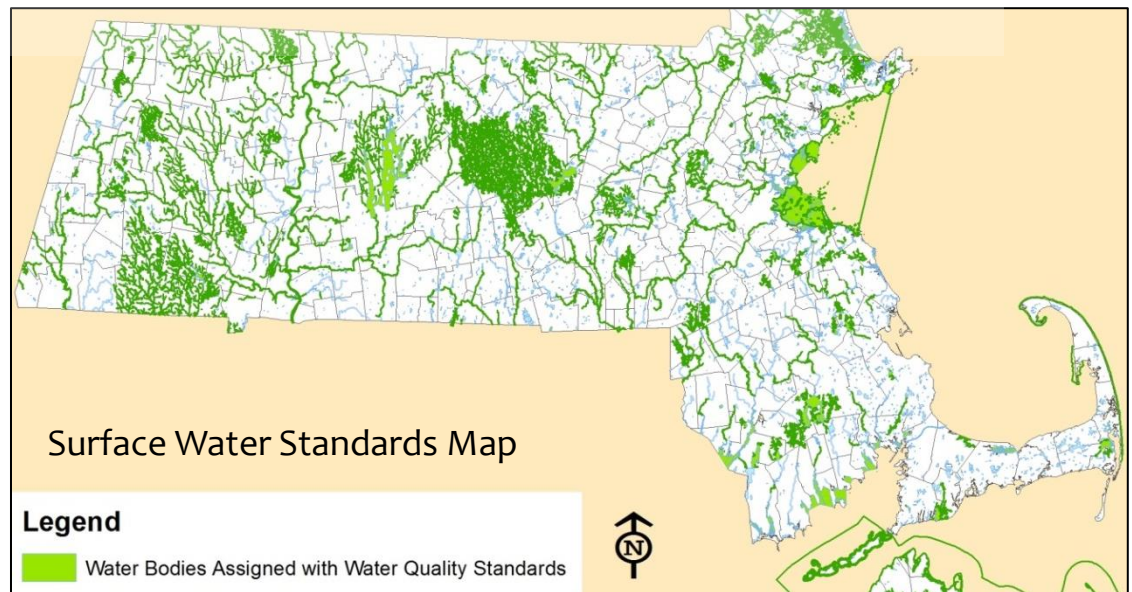 Surface Water Standards Map
Legend
Water Bodies Assigned with Water Quality Standards
N